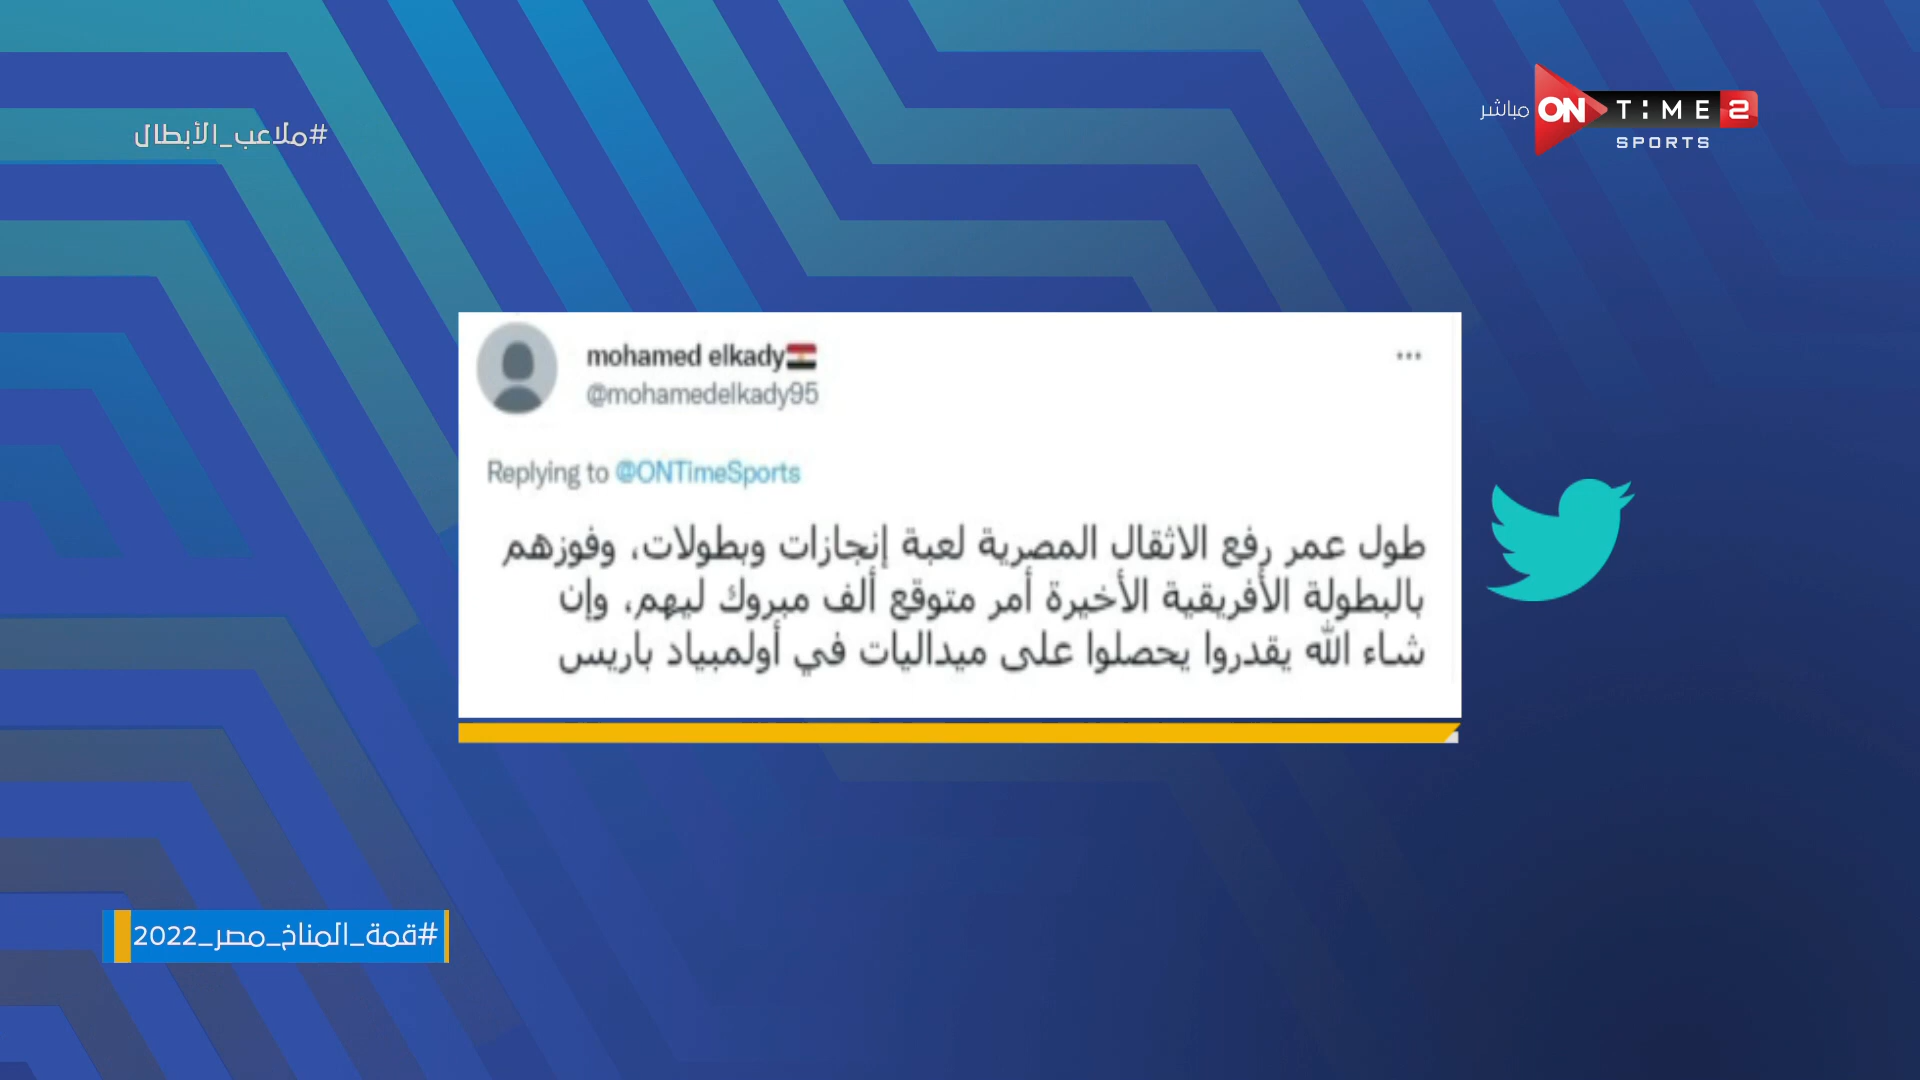 #ملاعب_الأبطال
مباشر ON TIME 2
SPORTS
mohamed elkady
@mohamedelkady95
Replying to @ONTimeSports
طول عمر رفع الاثقال المصرية لعبة إنجازات وبطولات، وفوزهم
بالبطولة الأفريقية الأخيرة أمر متوقع ألف مبروك ليهم، وإن
شاء الله يقدروا يحصلوا على ميداليات في أولمبياد باريس
#قمة_المناخ_مصر_2022